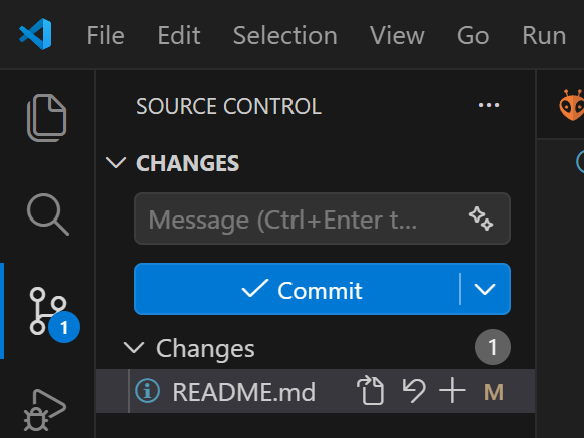 File Edit Selection View Go Run
SOURCE CONTROL
CHANGES
Message (Ctrl+Enter t...
Commit
1
Changes 1
README.md M